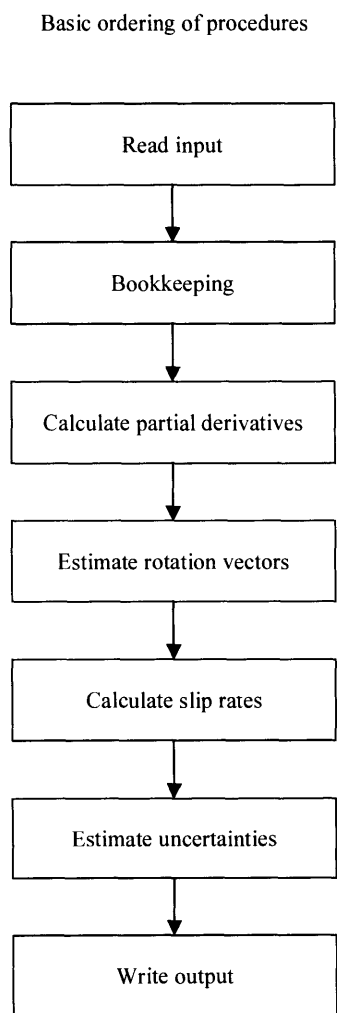 Basic ordering of procedures
Read input
Bookkeeping
Calculate partial derivatives
Estimate rotation vectors
Calculate slip rates
Estimate uncertainties
Write output